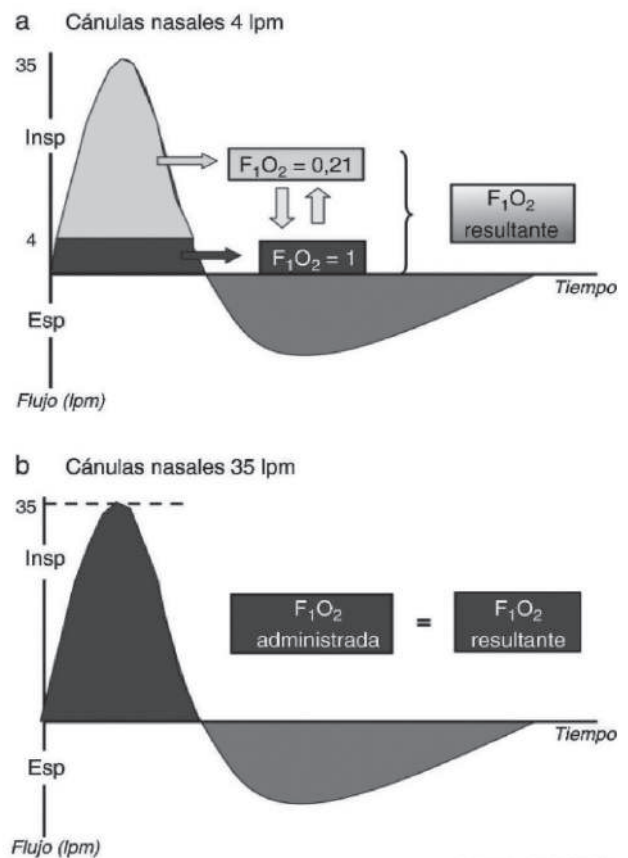 a Cánulas nasales 4 lpm
35
Insp
F₁O₂ = 0,21
F₁O₂
resultante
4
F₁O₂ = 1
Tiempo
Esp
Flujo (lpm)
b Cánulas nasales 35 lpm
35
Insp
F₁O₂
administrada
=
F₁O₂
resultante
Tiempo
Esp
Flujo (lpm)